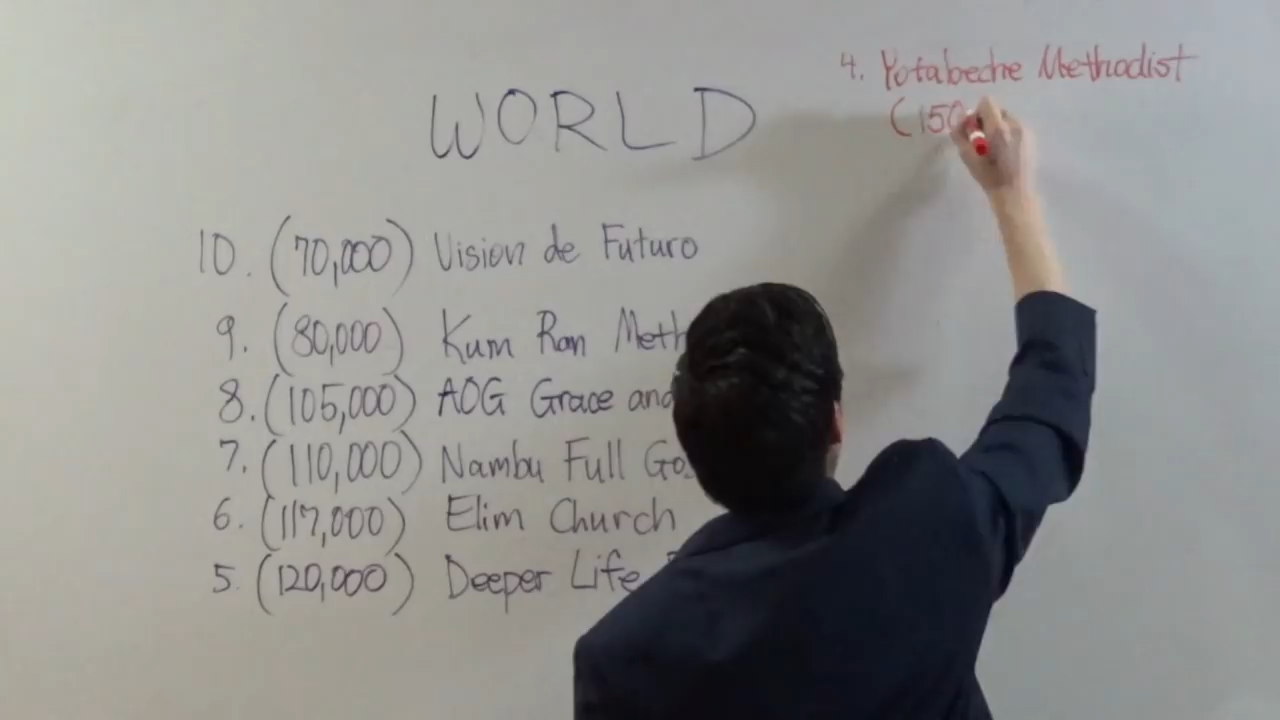 WORLD
4. Yotabeche Methodist
(150
10. (70,000) Vision de Futuro
9. (80,000) Kum Ran Meth
8. (105,000) AOG Grace and
7. (110,000) Nambu Full Gos
6. (117,000) Elim Church
5. (120,000) Deeper Life